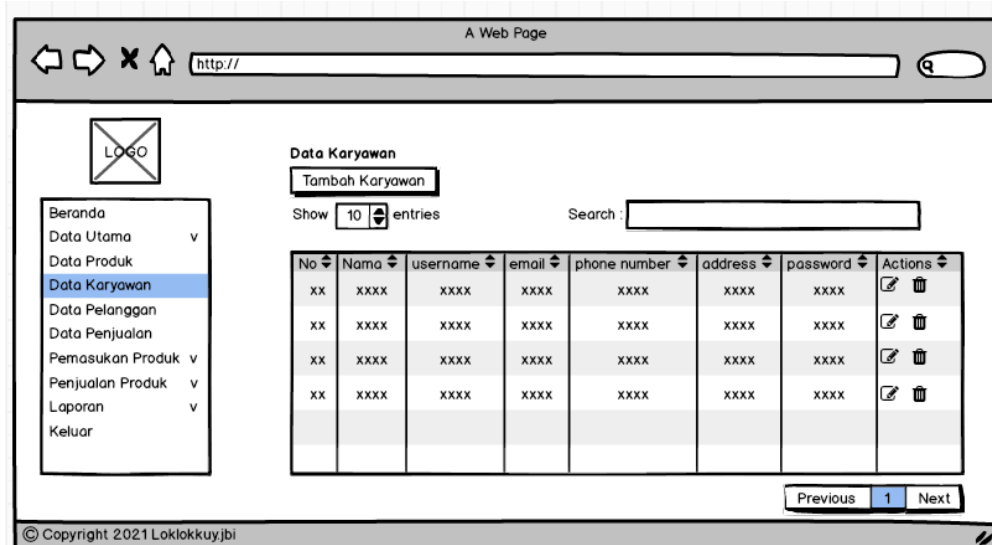 A Web Page
http://
LOGO
Beranda
Data Utama v
Data Produk
Data Karyawan
Data Pelanggan
Data Penjualan
Pemasukan Produk v
Penjualan Produk v
Laporan v
Keluar
Data Karyawan
Tambah Karyawan
Show 10 entries Search :
No Nama username email phone number address password Actions
xx xxxx xxxx xxxx xxxx xxxx xxxx
xx xxxx xxxx xxxx xxxx xxxx xxxx
xx xxxx xxxx xxxx xxxx xxxx xxxx
xx xxxx xxxx xxxx xxxx xxxx xxxx
Previous 1 Next
© Copyright 2021 Loklokkuy.jbi